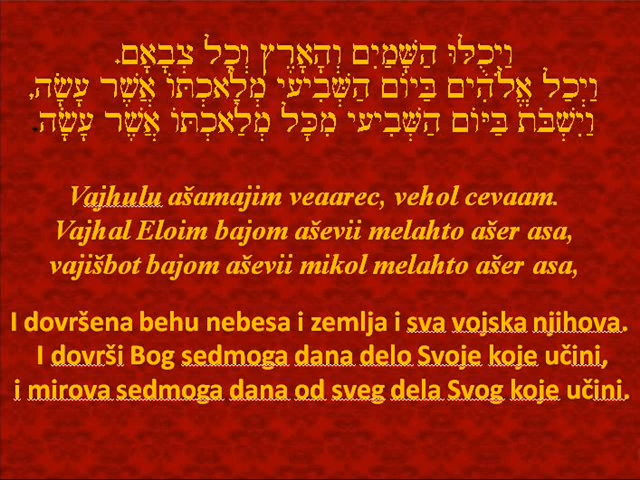 וַיְכֻלּוּ הַשָּׁמַיִם וְהָאָרֶץ וְכָל צְבָאָם.
וַיְכַל אֱלֹהִים בַּיּוֹם הַשְּׁבִיעִי מְלַאכְתּוֹ אֲשֶׁר עָשָׂה,
וַיִּשְׁבֹּת בַּיּוֹם הַשְּׁבִיעִי מִכָּל מְלַאכְתּוֹ אֲשֶׁר עָשָׂה.
Vajhulu ašamajim veaarec, vehol cevaam.
Vajhal Eloim bajom aševii melahto ašer asa,
vajišbot bajom aševii mikol melahto ašer asa,
I dovršena behu nebesa i zemlja i sva vojska njihova.
I dovrši Bog sedmoga dana delo Svoje koje učini,
i mirova sedmoga dana od sveg dela Svog koje učini.